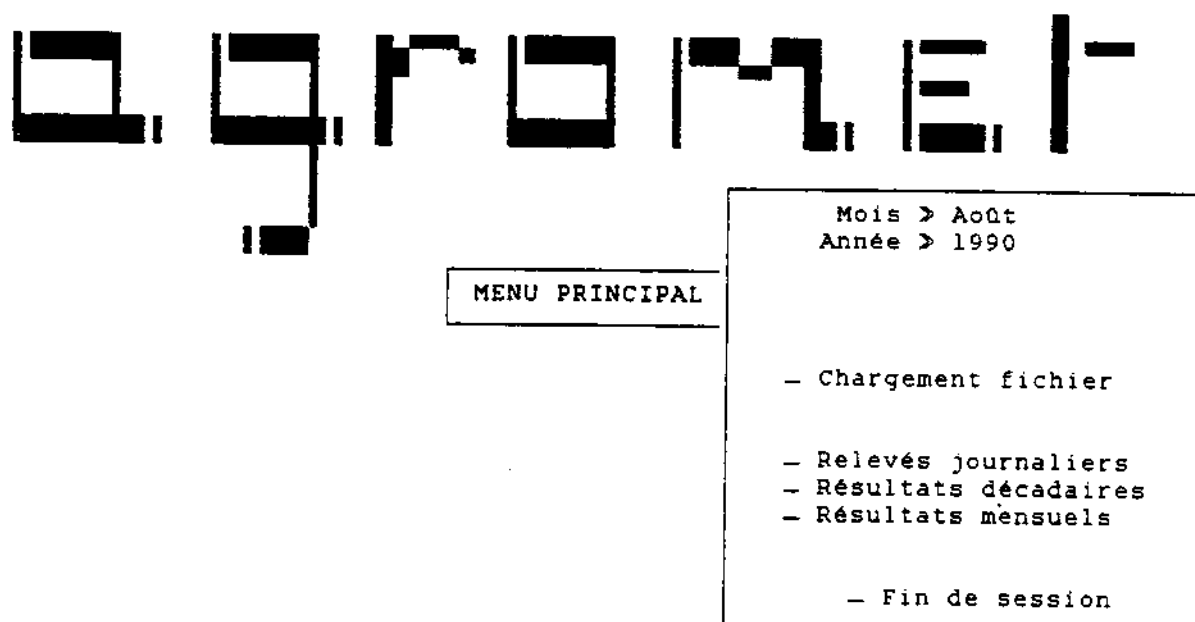 agromet
Mois > Août
Année > 1990
MENU PRINCIPAL
– Chargement fichier
– Relevés journaliers
– Résultats décadaires
– Résultats mensuels
– Fin de session